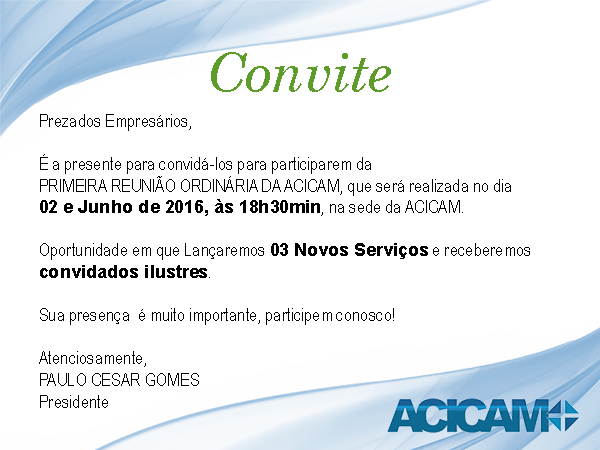 Convite
Prezados Empresários,
É a presente para convidá-los para participarem da
PRIMEIRA REUNIÃO ORDINÁRIA DA ACICAM, que será realizada no dia
02 e Junho de 2016, às 18h30min, na sede da ACICAM.
Oportunidade em que Lançaremos 03 Novos Serviços e receberemos
convidados ilustres.
Sua presença é muito importante, participem conosco!
Atenciosamente,
PAULO CESAR GOMES
Presidente
ACICAM